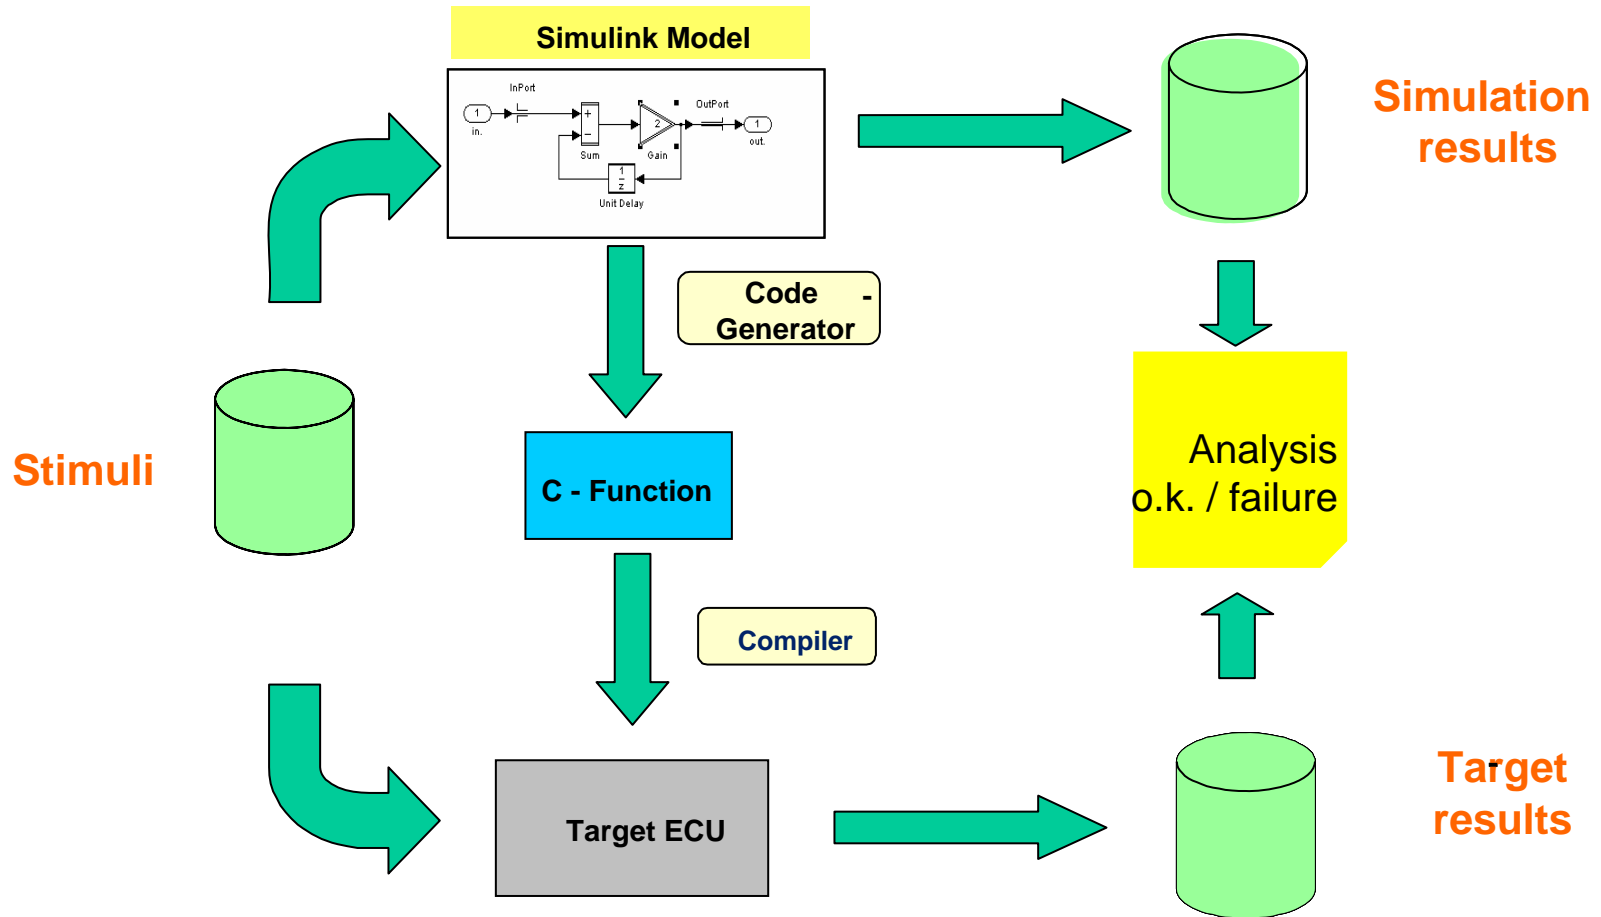 Simulink Model
InPort
1
in.
+
−
Sum
2
Gain
OutPort
1
out.
1
z
Unit Delay
Simulation
results
Code -
Generator
Stimuli
C - Function
Analysis
o.k. / failure
Compiler
Target ECU
Target
-
results